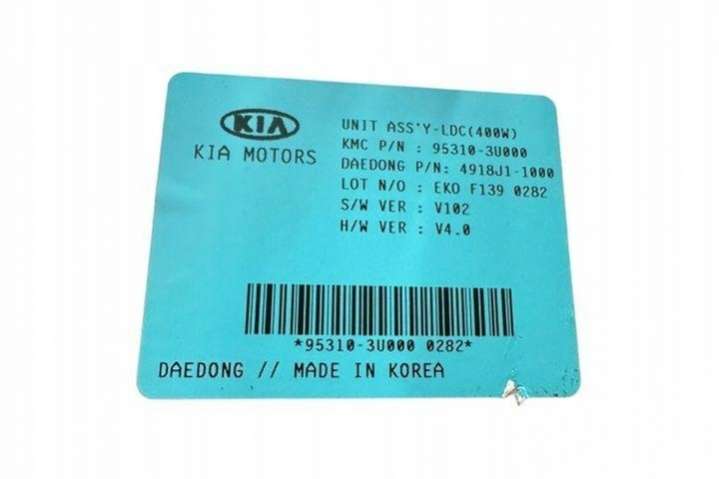 KIA
KIA MOTORS
UNIT ASS'Y-LDC(400W)
KMC P/N : 95310-3U000
DAEDONG P/N: 4918J1-1000
LOT N/O : EKO F139 0282
S/W VER : V102
H/W VER : V4.0
*95310-3U000 0282*
DAEDONG // MADE IN KOREA